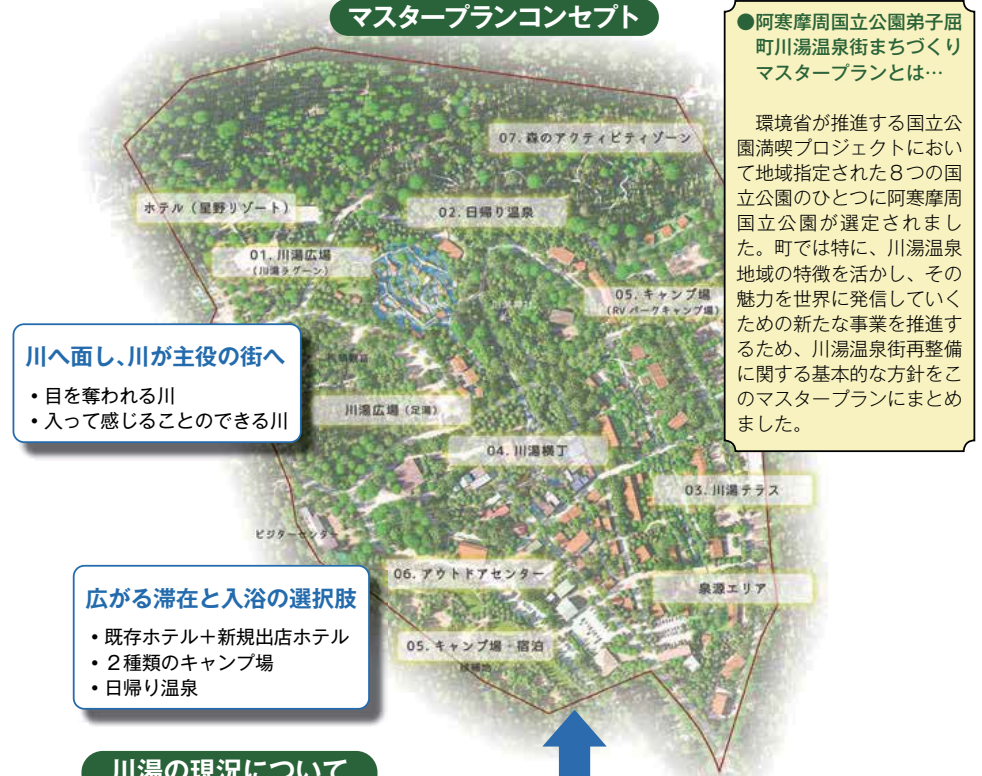 マスタープランコンセプト
●阿寒摩周国立公園弟子屈
町川湯温泉街まちづくり
マスタープランとは…
環境省が推進する国立公
園満喫プロジェクトにおい
て地域指定された8つの国
立公園のひとつに阿寒摩周
国立公園が選定されまし
た。町では特に、川湯温泉
地域の特徴を活かし、その
魅力を世界に発信していく
ための新たな事業を推進す
るため、川湯温泉街再整備
に関する基本的な方針をこ
のマスタープランにまとめ
ました。
07. 森のアクティビティゾーン
ホテル（星野リゾート）
02. 日帰り温泉
01. 川湯広場
（川湯ラグーン）
05. キャンプ場
（RVパークキャンプ場）
川へ面し、川が主役の街へ
・目を奪われる川
・入って感じることのできる川
川湯広場（足湯）
04. 川湯横丁
03. 川湯テラス
ビジターセンター
06. アウトドアセンター
泉源エリア
05. キャンプ場・宿泊
候補地
広がる滞在と入浴の選択肢
・既存ホテル＋新規出店ホテル
・２種類のキャンプ場
・日帰り温泉
川湯の現況について